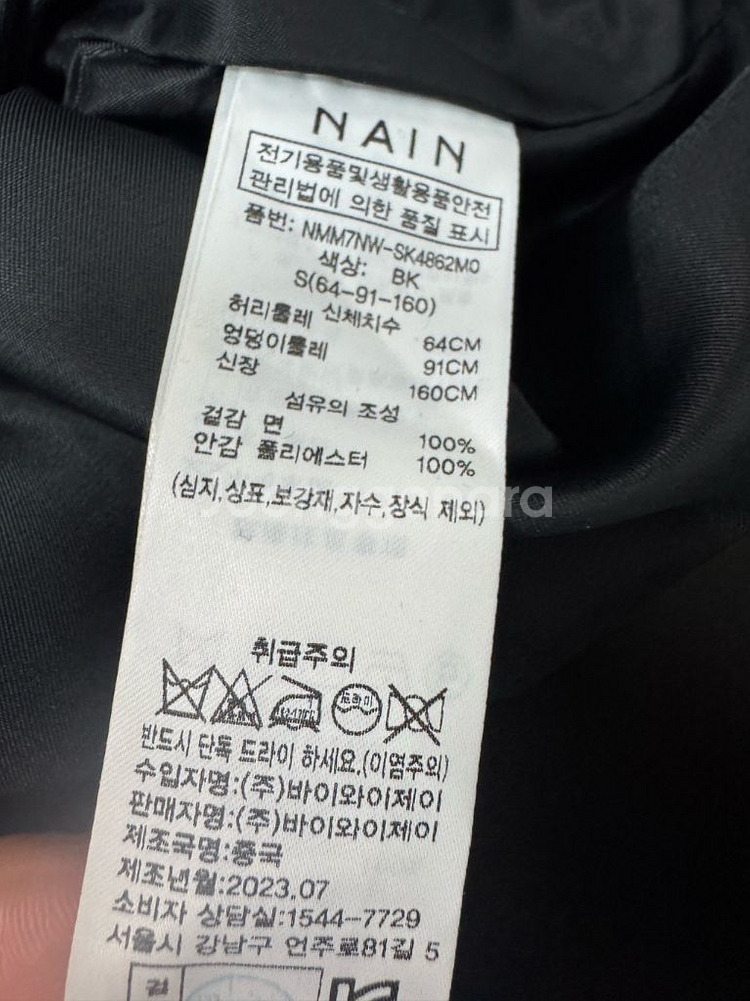 NAIN
전기용품및생활용품안전
관리법에 의한 품질 표시
품번: NMM7NW-SK4862M0
색상: BK
S(64-91-160)
신체치수
허리둘레 64CM
엉덩이둘레 91CM
신장 160CM
섬유의 조성
겉감 면 100%
안감 폴리에스터 100%
(심지,상표,보강재,자수,장식 제외)
취급주의
드라이
반드시 단독 드라이 하세요.(이염주의)
수입자명:(주)바이와이제이
판매자명:(주)바이와이제이
제조국명:중국
제조년월:2023.07
소비자 상담실:1544-7729
서울시 강남구 언주로81길 5